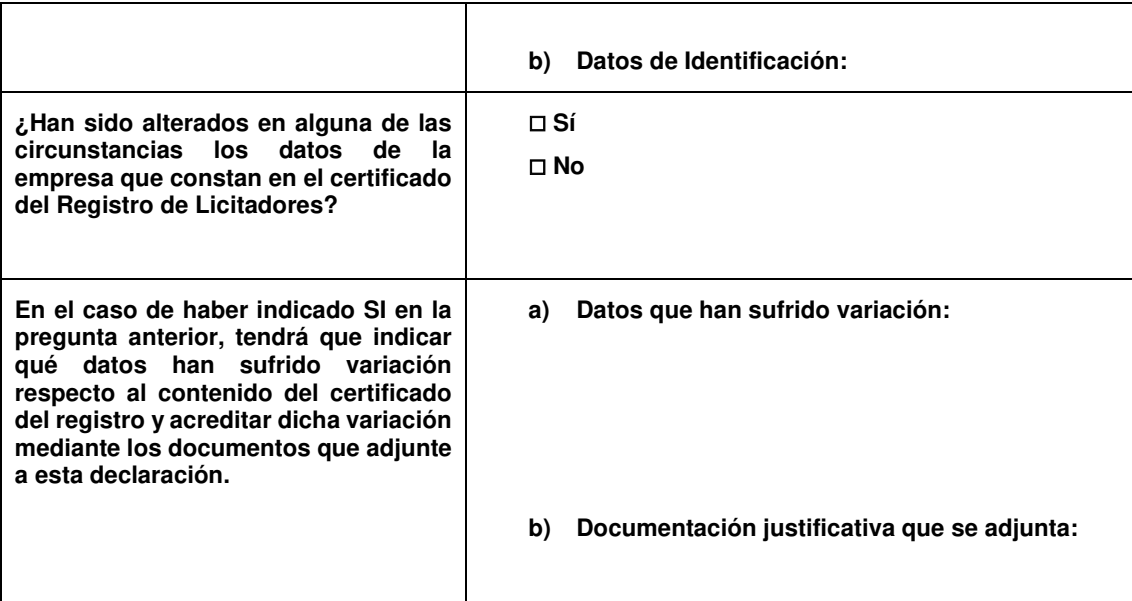 b) Datos de Identificación:
¿Han sido alterados en alguna de las
circunstancias los datos de la
empresa que constan en el certificado
del Registro de Licitadores?
☐ Sí
☐ No
En el caso de haber indicado SI en la
pregunta anterior, tendrá que indicar
qué datos han sufrido variación
respecto al contenido del certificado
del registro y acreditar dicha variación
mediante los documentos que adjunte
a esta declaración.
a) Datos que han sufrido variación:
b) Documentación justificativa que se adjunta: